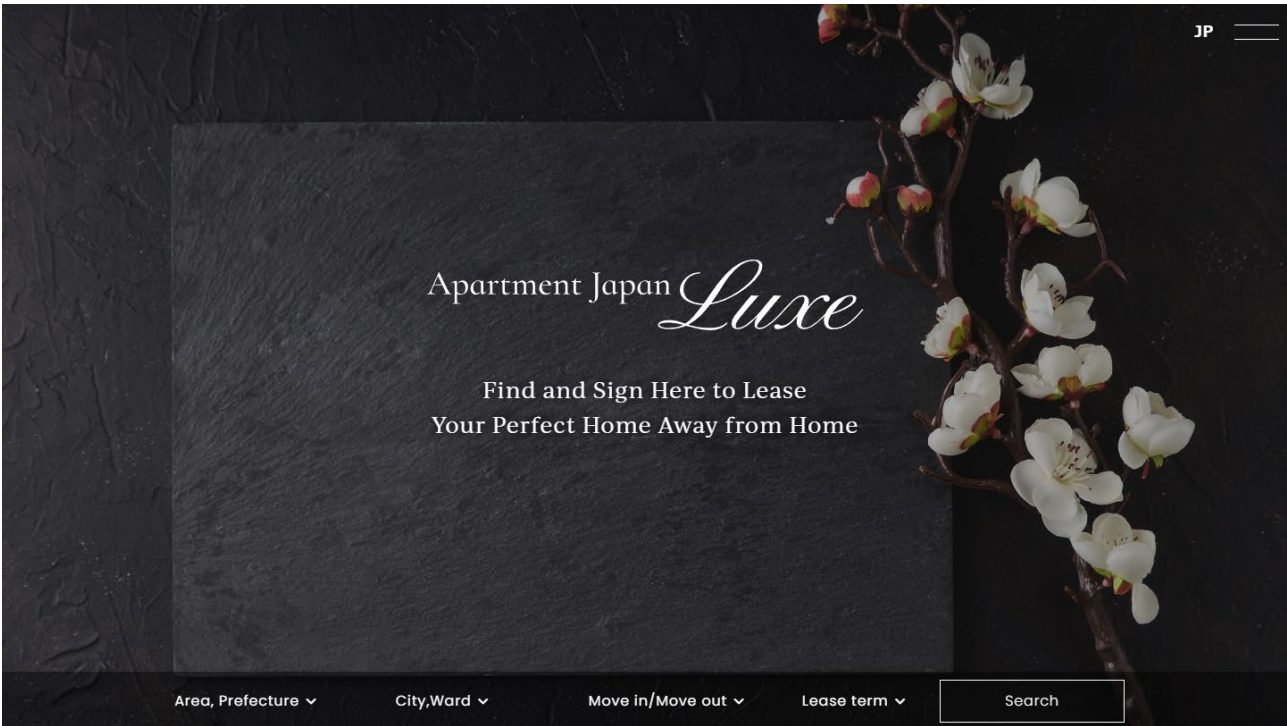 JP
Apartment Japan Luxe
Find and Sign Here to Lease
Your Perfect Home Away from Home
Area, Prefecture
City,Ward
Move in/Move out
Lease term
Search